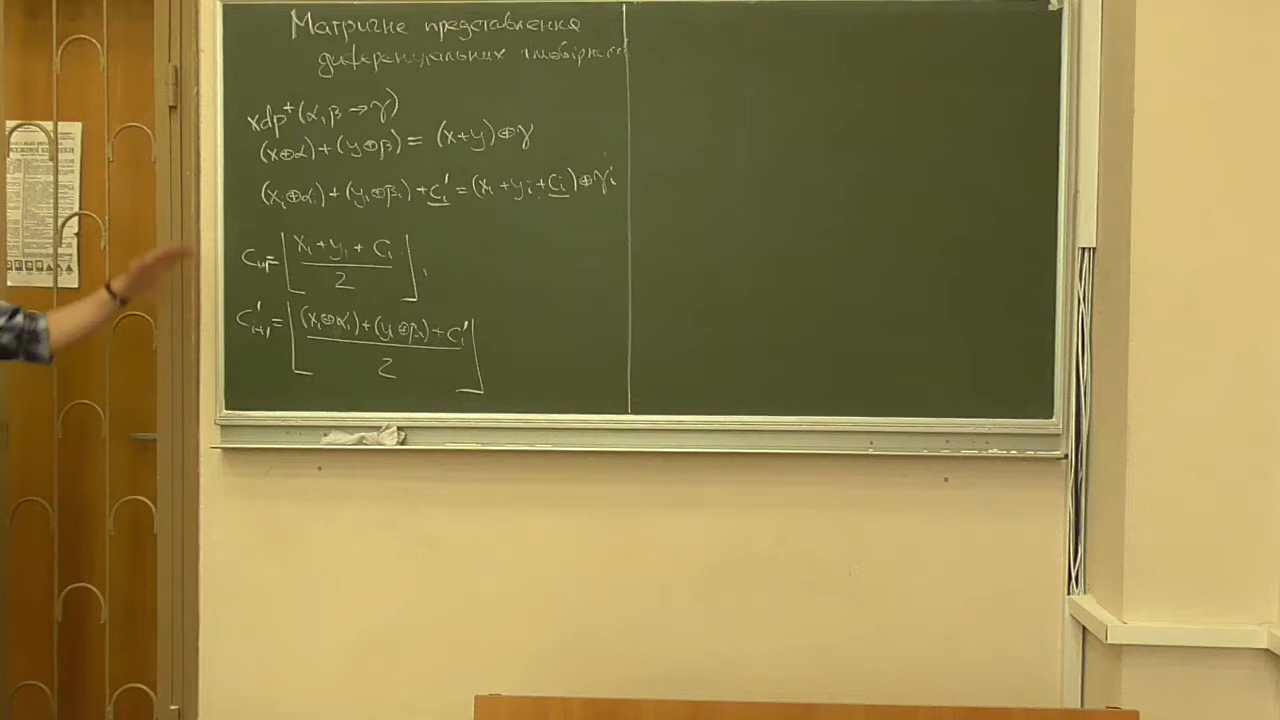 Матричне представлення
диференціальних імовірност
xdp⁺(α, β → γ)
(x⊕α) + (y⊕β) = (x+y)⊕γ
(xᵢ⊕αᵢ) + (yᵢ⊕βᵢ) + cᵢ' = (xᵢ + yᵢ + cᵢ)⊕γᵢ
cᵢ₊₁ = ⌊(xᵢ + yᵢ + cᵢ)/2⌋,
c'ᵢ₊₁ = ⌊((xᵢ⊕αᵢ) + (yᵢ⊕βᵢ) + cᵢ')/2⌋